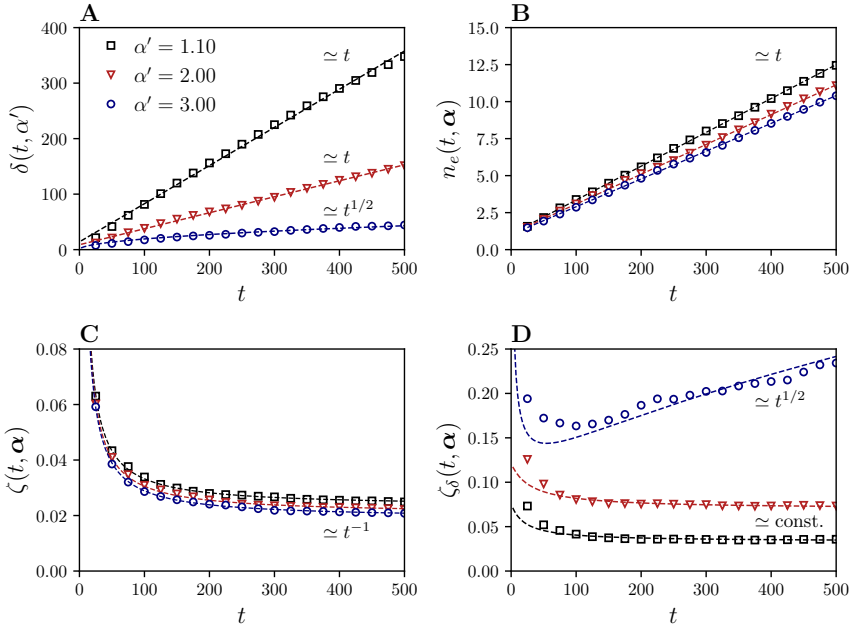 A
δ(t, α′)
400
300
200
100
0
0
100
200
300
400
500
t
α′ = 1.10
α′ = 2.00
α′ = 3.00
≃ t
≃ t
≃ t^{1/2}
B
n_e(t, α)
15.0
12.5
10.0
7.5
5.0
2.5
0.0
0
100
200
300
400
500
t
≃ t
C
ζ(t, α)
0.08
0.06
0.04
0.02
0.00
0
100
200
300
400
500
t
≃ t^{−1}
D
ζ_δ(t, α)
0.25
0.20
0.15
0.10
0.05
0.00
0
100
200
300
400
500
t
≃ t^{1/2}
≃ const.